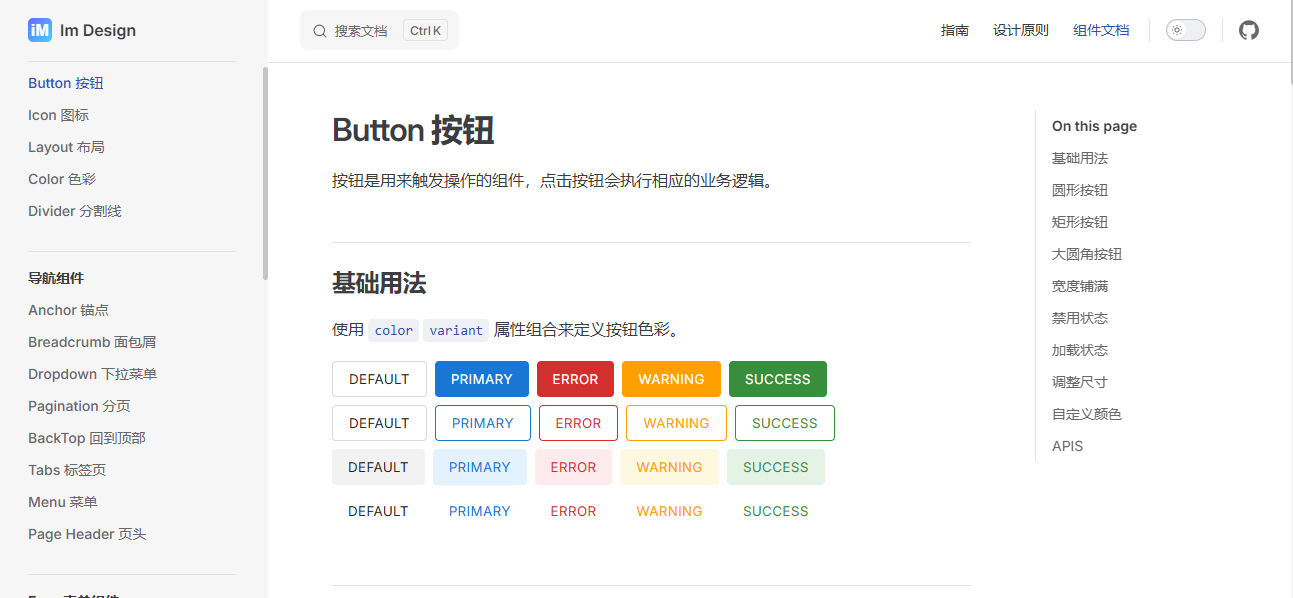 iM Im Design
搜索文档 Ctrl K
指南 设计原则 组件文档
Button 按钮
Icon 图标
Layout 布局
Color 色彩
Divider 分割线
导航组件
Anchor 锚点
Breadcrumb 面包屑
Dropdown 下拉菜单
Pagination 分页
BackTop 回到顶部
Tabs 标签页
Menu 菜单
Page Header 页头
Button 按钮
按钮是用来触发操作的组件，点击按钮会执行相应的业务逻辑。
基础用法
使用 color variant 属性组合来定义按钮色彩。
DEFAULT PRIMARY ERROR WARNING SUCCESS
DEFAULT PRIMARY ERROR WARNING SUCCESS
DEFAULT PRIMARY ERROR WARNING SUCCESS
DEFAULT PRIMARY ERROR WARNING SUCCESS
On this page
基础用法
圆形按钮
矩形按钮
大圆角按钮
宽度铺满
禁用状态
加载状态
调整尺寸
自定义颜色
APIS